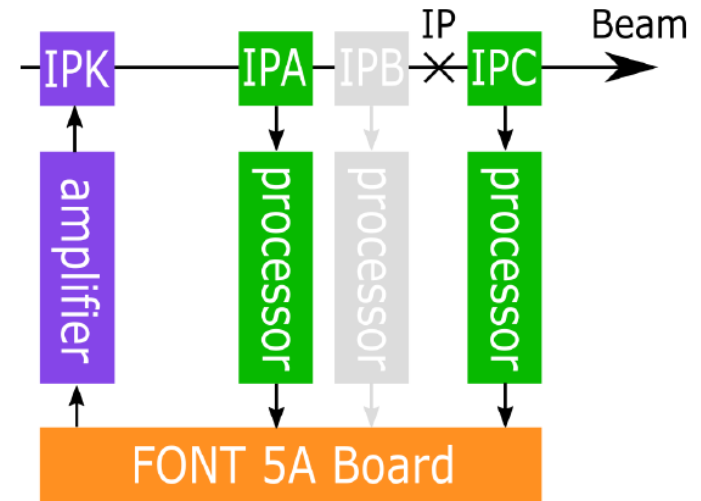 IP
Beam
IPK
IPA
IPB
IPC
amplifier
processor
processor
processor
FONT 5A Board